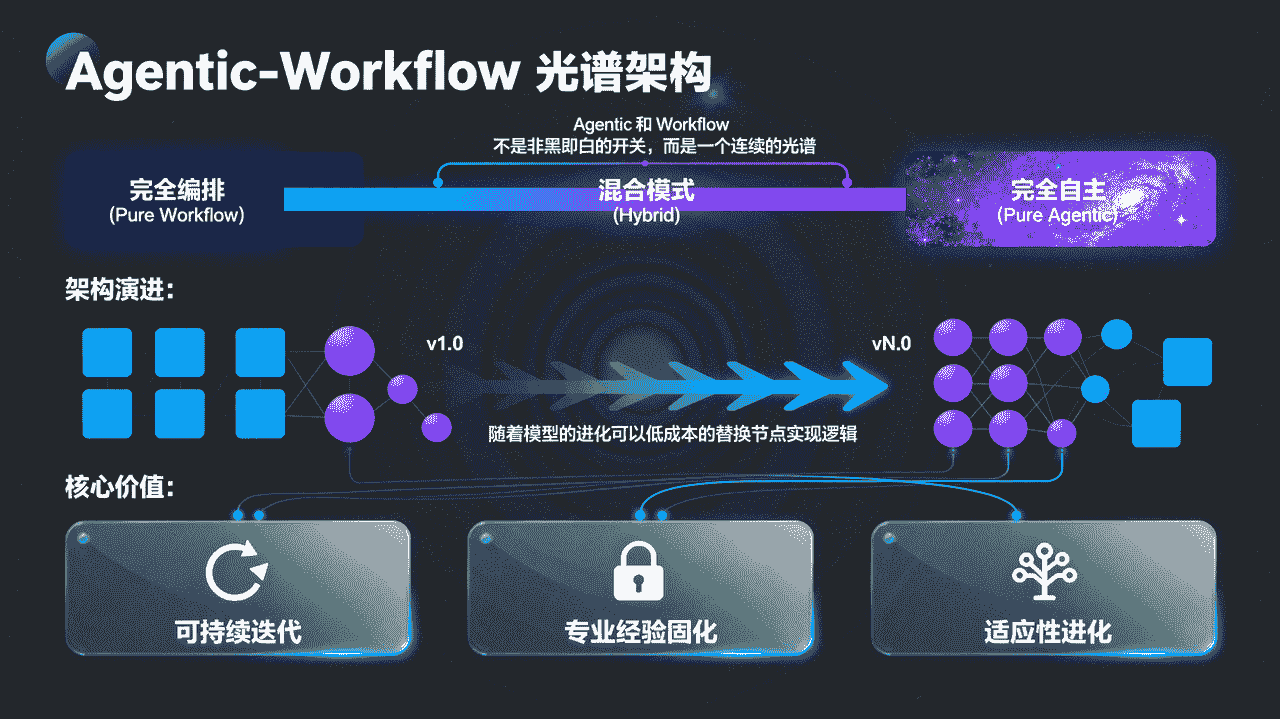 Agentic-Workflow 光谱架构
Agentic 和 Workflow
不是非黑即白的开关，而是一个连续的光谱
完全编排
(Pure Workflow)
混合模式
(Hybrid)
完全自主
(Pure Agentic)
架构演进：
v1.0
vN.0
随着模型的进化可以低成本的替换节点实现逻辑
核心价值：
可持续迭代
专业经验固化
适应性进化